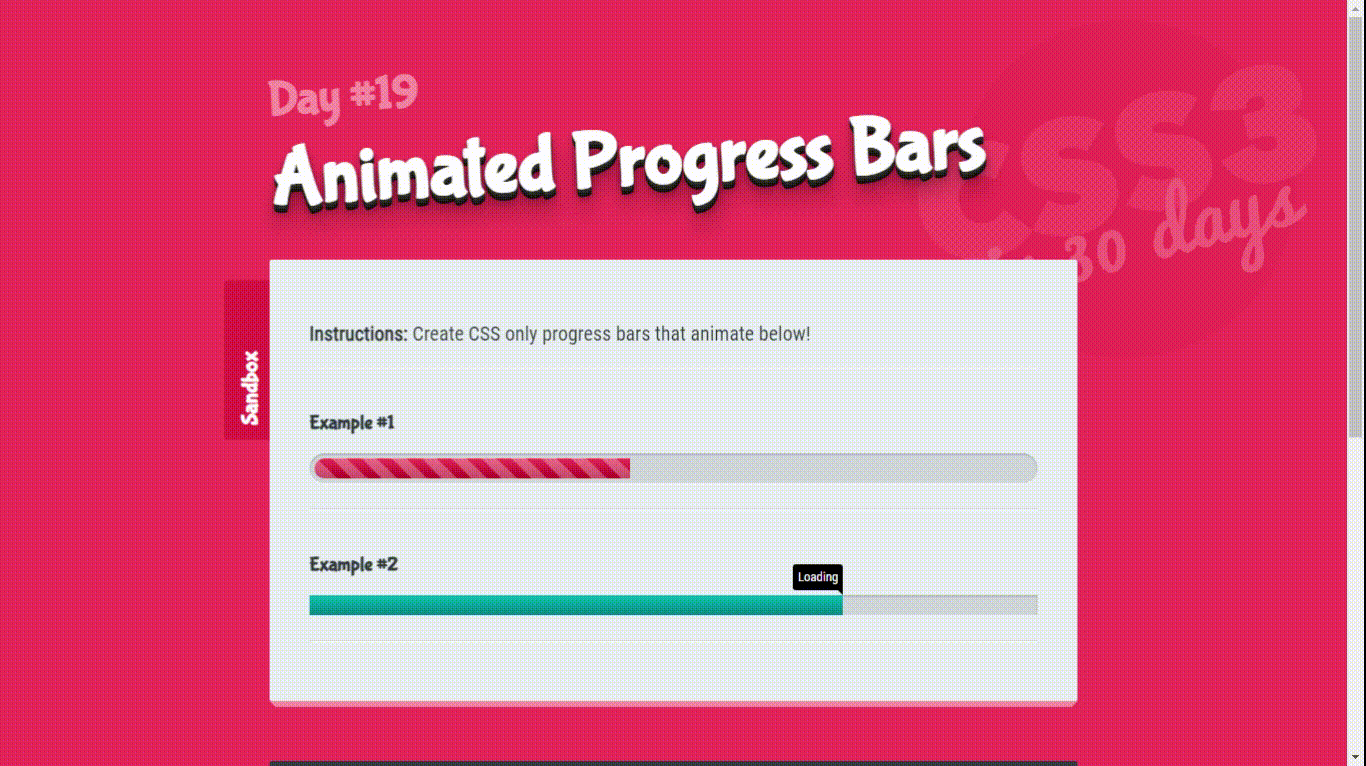 Day #19
Animated Progress Bars
CSS3
in 30 days
Sandbox
Instructions: Create CSS only progress bars that animate below!
Example #1
Example #2
Loading